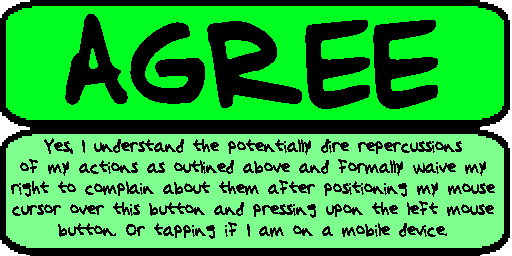 AGREE
Yes, I understand the potentially dire repercussions
of my actions as outlined above and formally waive my
right to complain about them after positioning my mouse
cursor over this button and pressing upon the left mouse
button. Or tapping if I am on a mobile device.